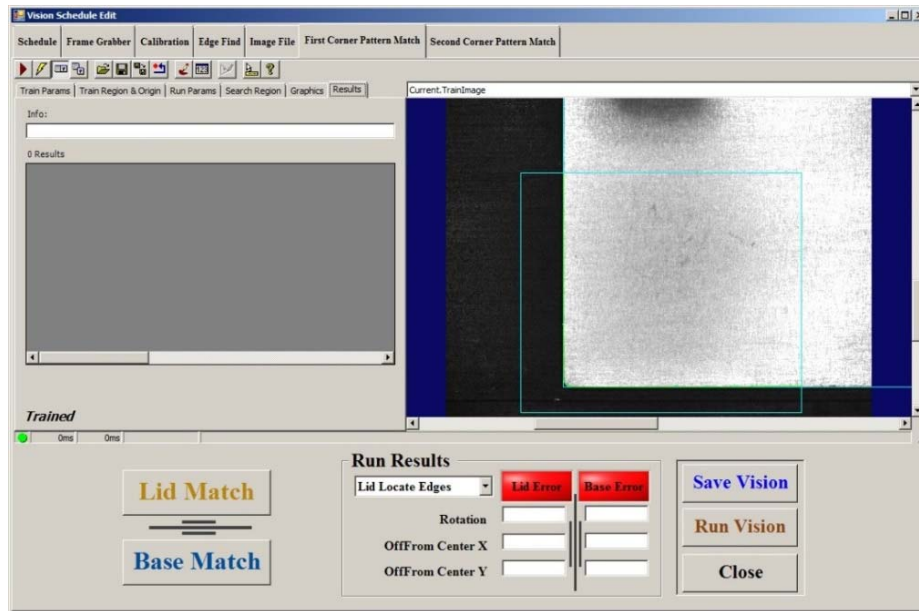 Vision Schedule Edit
Schedule Frame Grabber Calibration Edge Find Image File First Corner Pattern Match Second Corner Pattern Match
Train Params Train Region & Origin Run Params Search Region Graphics Results
Current.TrainImage
Info:
0 Results
Trained
0ms 0ms
Lid Match
Base Match
Run Results
Lid Locate Edges
Lid Error Base Error
Rotation
OffFrom Center X
OffFrom Center Y
Save Vision
Run Vision
Close